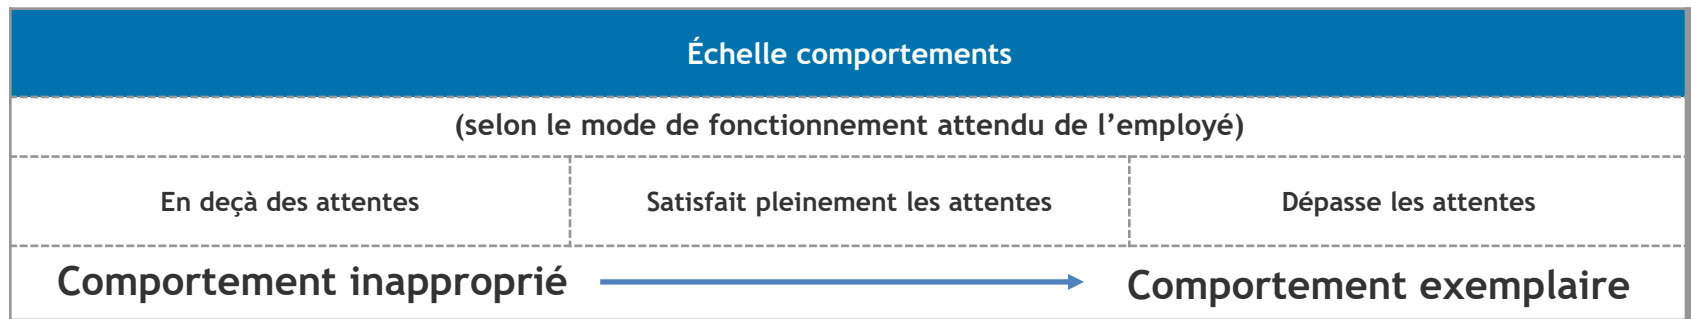 Échelle comportements
(selon le mode de fonctionnement attendu de l’employé)
En deçà des attentes
Satisfait pleinement les attentes
Dépasse les attentes
Comportement inapproprié
Comportement exemplaire